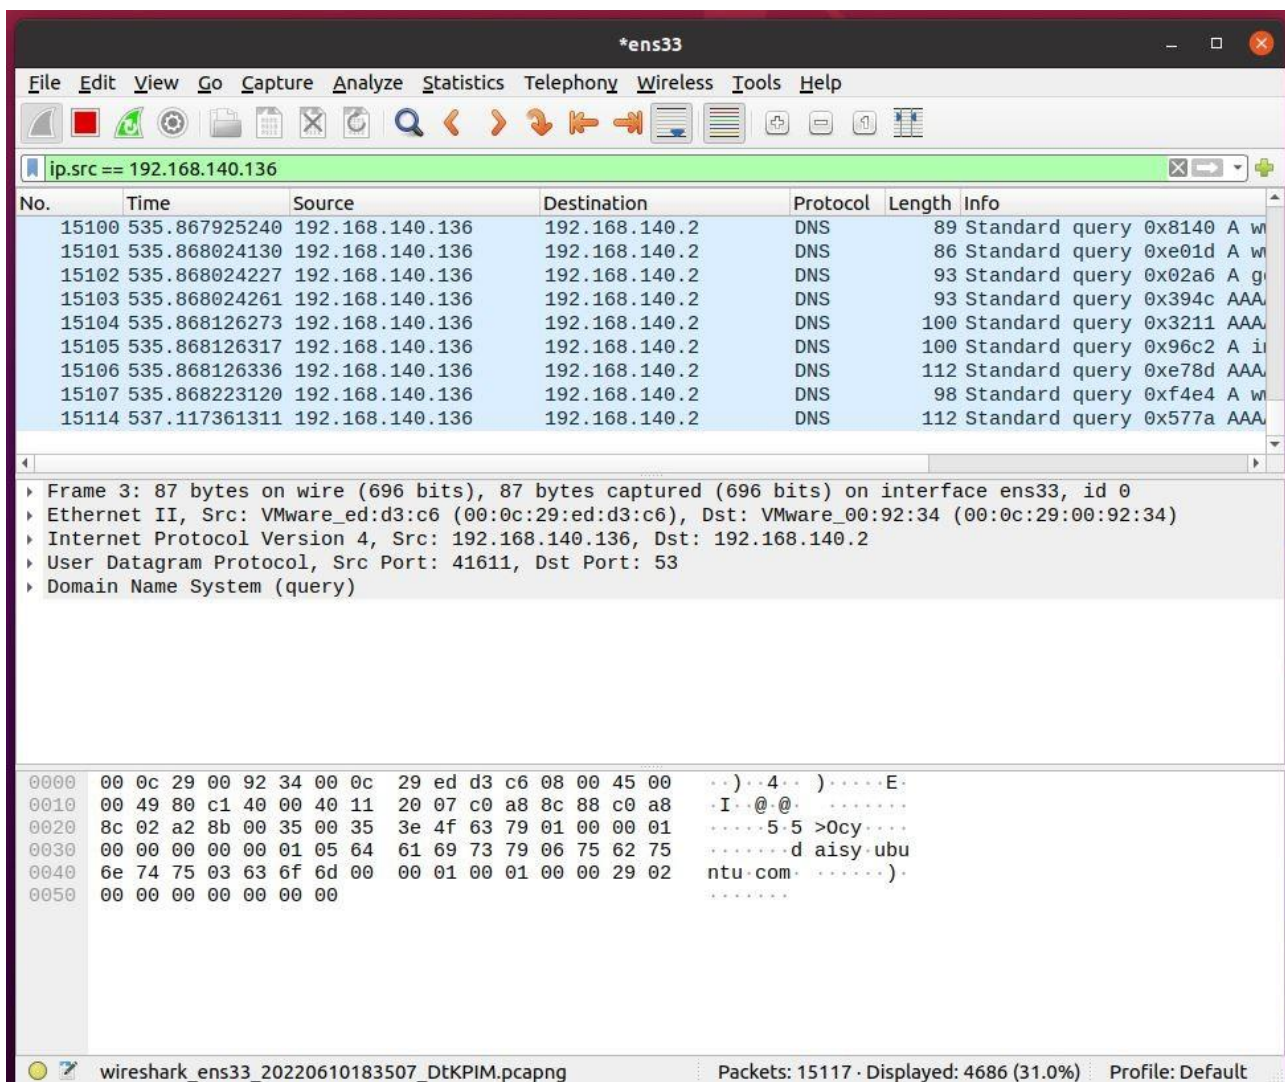 *ens33
File Edit View Go Capture Analyze Statistics Telephony Wireless Tools Help
ip.src == 192.168.140.136
No. Time Source Destination Protocol Length Info
15100 535.867925240 192.168.140.136 192.168.140.2 DNS 89 Standard query 0x8140 A
15101 535.868024130 192.168.140.136 192.168.140.2 DNS 86 Standard query 0xe01d A
15102 535.868024227 192.168.140.136 192.168.140.2 DNS 93 Standard query 0x02a6 A
15103 535.868024261 192.168.140.136 192.168.140.2 DNS 93 Standard query 0x394c AAA
15104 535.868126273 192.168.140.136 192.168.140.2 DNS 100 Standard query 0x3211 AAA
15105 535.868126317 192.168.140.136 192.168.140.2 DNS 100 Standard query 0x96c2 A
15106 535.868126336 192.168.140.136 192.168.140.2 DNS 112 Standard query 0xe78d AAA
15107 535.868223120 192.168.140.136 192.168.140.2 DNS 98 Standard query 0xf4e4 A
15114 537.117361311 192.168.140.136 192.168.140.2 DNS 112 Standard query 0x577a AAA
Frame 3: 87 bytes on wire (696 bits), 87 bytes captured (696 bits) on interface ens33, id 0
Ethernet II, Src: VMware_ed:d3:c6 (00:0c:29:ed:d3:c6), Dst: VMware_00:92:34 (00:0c:29:00:92:34)
Internet Protocol Version 4, Src: 192.168.140.136, Dst: 192.168.140.2
User Datagram Protocol, Src Port: 41611, Dst Port: 53
Domain Name System (query)
0000 00 0c 29 00 92 34 00 0c 29 ed d3 c6 08 00 45 00 ··)··4·· )·····E·
0010 00 49 80 c1 40 00 40 11 20 07 c0 a8 8c 88 c0 a8 ·I··@·@· ·······
0020 8c 02 a2 8b 00 35 00 35 3e 4f 63 79 01 00 00 01 ·····5·5 >Ocy····
0030 00 00 00 00 00 01 05 64 61 69 73 79 06 75 62 75 ·······d aisy·ubu
0040 6e 74 75 03 63 6f 6d 00 00 01 00 01 00 00 29 02 ntu·com· ······)·
0050 00 00 00 00 00 00 00 ·······
wireshark_ens33_20220610183507_DtKPIM.pcapng Packets: 15117 · Displayed: 4686 (31.0%) Profile: Default